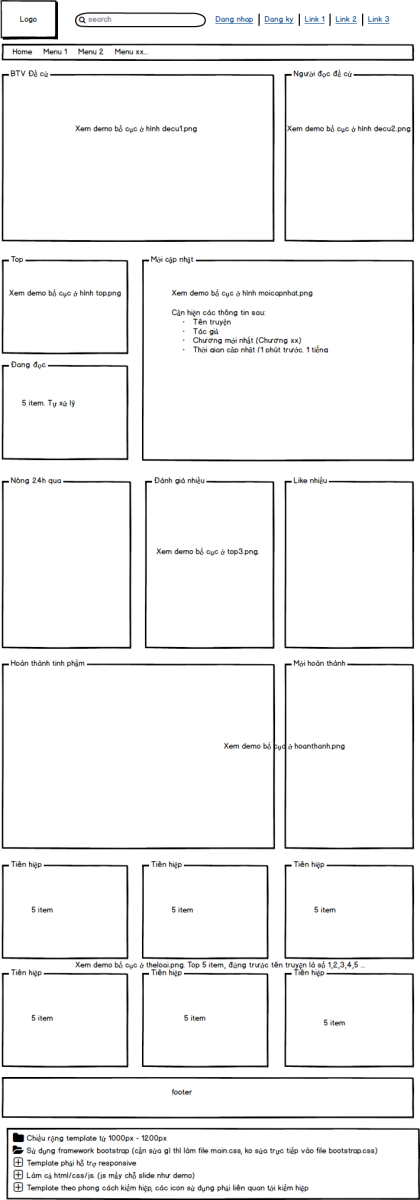 Logo
search
Dang nhap | Dang ky | Link 1 | Link 2 | Link 3
Home Menu 1 Menu 2 Menu xx...
BTV Đề cử
Người đọc đề cử
Xem demo bố cục ở hình decu1.png
Xem demo bố cục ở hình decu2.png
Top
Mới cập nhật
Xem demo bố cục ở hình top.png
Xem demo bố cục ở hình moicapnhat.png
Cần hiện các thông tin sau:
· Tên truyện
· Tác giả
· Chương mới nhất (Chương xx)
· Thời gian cập nhật (1 phút trước, 1 tiếng
Đang đọc
5 item. Tự xử lý
Nóng 24h qua
Đánh giá nhiều
Like nhiều
Xem demo bố cục ở top3.png.
Hoàn thành tinh phẩm
Mới hoàn thành
Xem demo bố cục ở hoanthanh.png
Tiên hiệp
Tiên hiệp
Tiên hiệp
5 item
5 item
5 item
Xem demo bố cục ở theloai.png. Top 5 item, đứng trước tên truyện là số 1,2,3,4,5 ...
Tiên hiệp
Tiên hiệp
Tiên hiệp
5 item
5 item
5 item
footer
Chiều rộng template từ 1000px - 1200px
Sử dụng framework bootstrap (cần sửa gì thì làm file main.css, ko sửa trực tiếp vào file bootstrap.css)
Template phải hỗ trợ responsive
Làm cả html/css/js. (js mấy chỗ slide như demo)
Template theo phong cách kiếm hiệp, các icon sử dụng phải liên quan tới kiếm hiệp